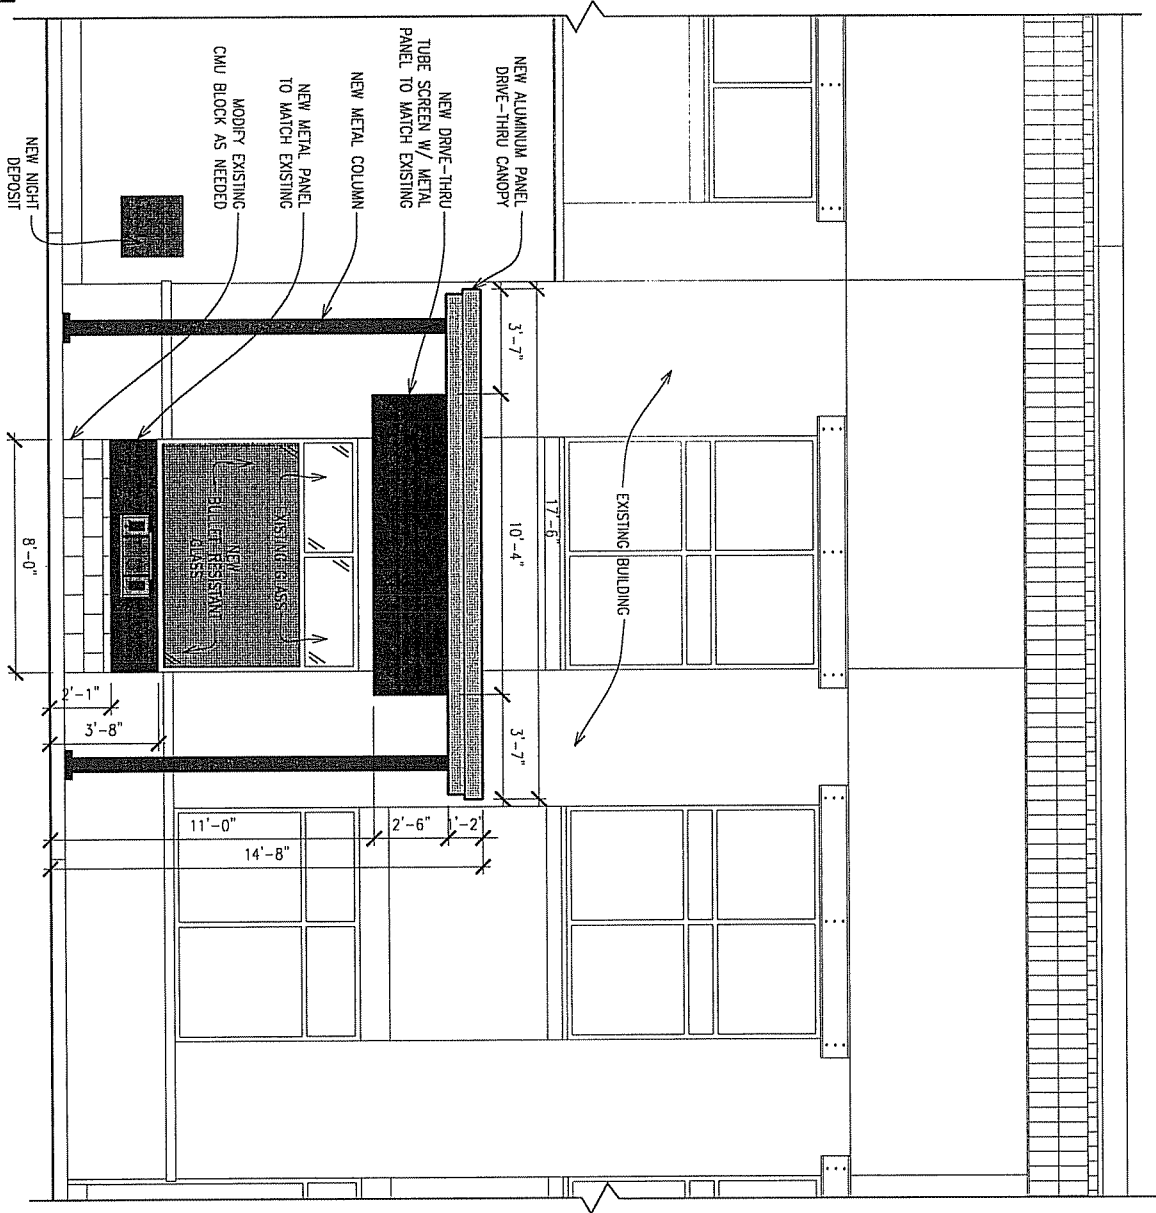 NEW ALUMINUM PANEL
DRIVE-THRU CANOPY
NEW DRIVE-THRU
TUBE SCREEN W/ METAL
PANEL TO MATCH EXISTING
NEW METAL COLUMN
NEW METAL PANEL
TO MATCH EXISTING
MODIFY EXISTING
CMU BLOCK AS NEEDED
NEW NIGHT
DEPOSIT
EXISTING BUILDING
17'-6"
3'-7"
10'-4"
3'-7"
EXISTING GLASS
NEW
BULLET RESISTANT
GLASS
8'-0"
2'-1"
3'-8"
11'-0"
2'-6"
1'-2"
14'-8"